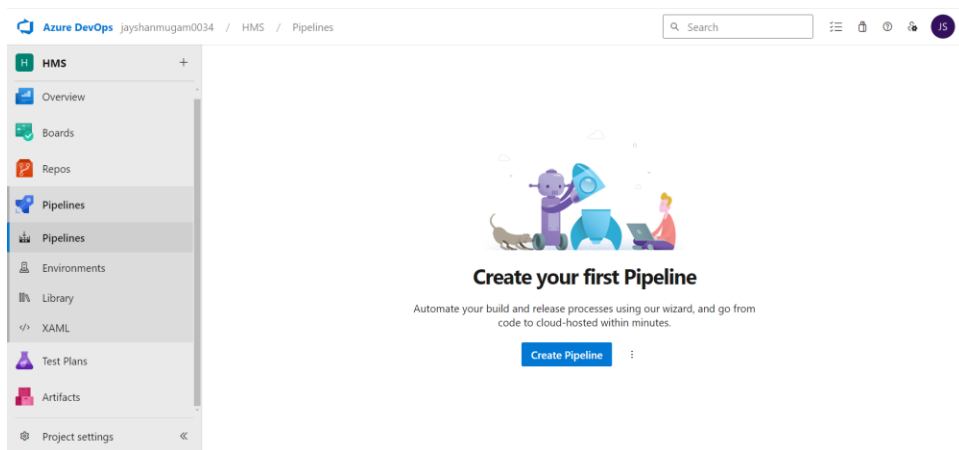 Azure DevOps jayshanmugam0034 / HMS / Pipelines Search JS
H HMS +
Overview
Boards
Repos
Pipelines
Pipelines
Environments
Library
</> XAML
Test Plans
Artifacts
Project settings «
Create your first Pipeline
Automate your build and release processes using our wizard, and go from
code to cloud-hosted within minutes.
Create Pipeline